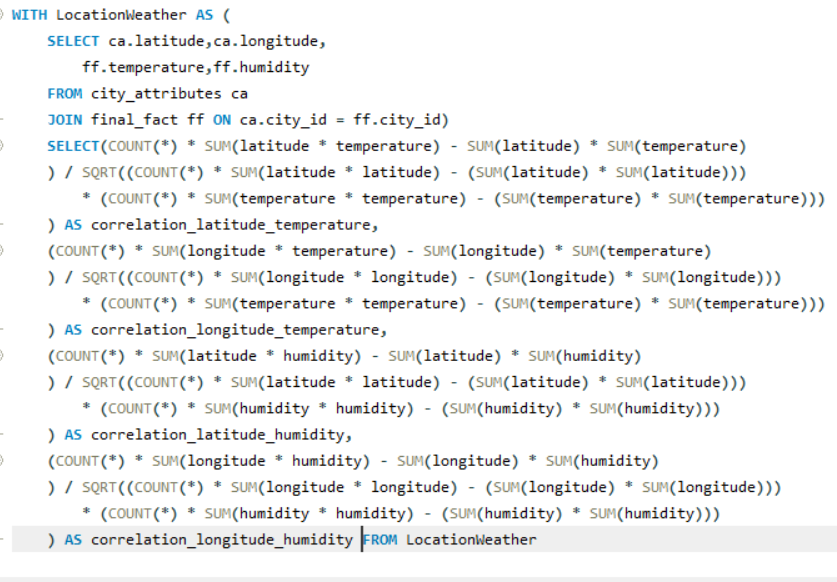 WITH LocationWeather AS (
SELECT ca.latitude,ca.longitude,
ff.temperature,ff.humidity
FROM city_attributes ca
JOIN final_fact ff ON ca.city_id = ff.city_id)
SELECT(COUNT(*) * SUM(latitude * temperature) - SUM(latitude) * SUM(temperature)
) / SQRT((COUNT(*) * SUM(latitude * latitude) - (SUM(latitude) * SUM(latitude)))
* (COUNT(*) * SUM(temperature * temperature) - (SUM(temperature) * SUM(temperature)))
) AS correlation_latitude_temperature,
(COUNT(*) * SUM(longitude * temperature) - SUM(longitude) * SUM(temperature)
) / SQRT((COUNT(*) * SUM(longitude * longitude) - (SUM(longitude) * SUM(longitude)))
* (COUNT(*) * SUM(temperature * temperature) - (SUM(temperature) * SUM(temperature)))
) AS correlation_longitude_temperature,
(COUNT(*) * SUM(latitude * humidity) - SUM(latitude) * SUM(humidity)
) / SQRT((COUNT(*) * SUM(latitude * latitude) - (SUM(latitude) * SUM(latitude)))
* (COUNT(*) * SUM(humidity * humidity) - (SUM(humidity) * SUM(humidity)))
) AS correlation_latitude_humidity,
(COUNT(*) * SUM(longitude * humidity) - SUM(longitude) * SUM(humidity)
) / SQRT((COUNT(*) * SUM(longitude * longitude) - (SUM(longitude) * SUM(longitude)))
* (COUNT(*) * SUM(humidity * humidity) - (SUM(humidity) * SUM(humidity)))
) AS correlation_longitude_humidity FROM LocationWeather